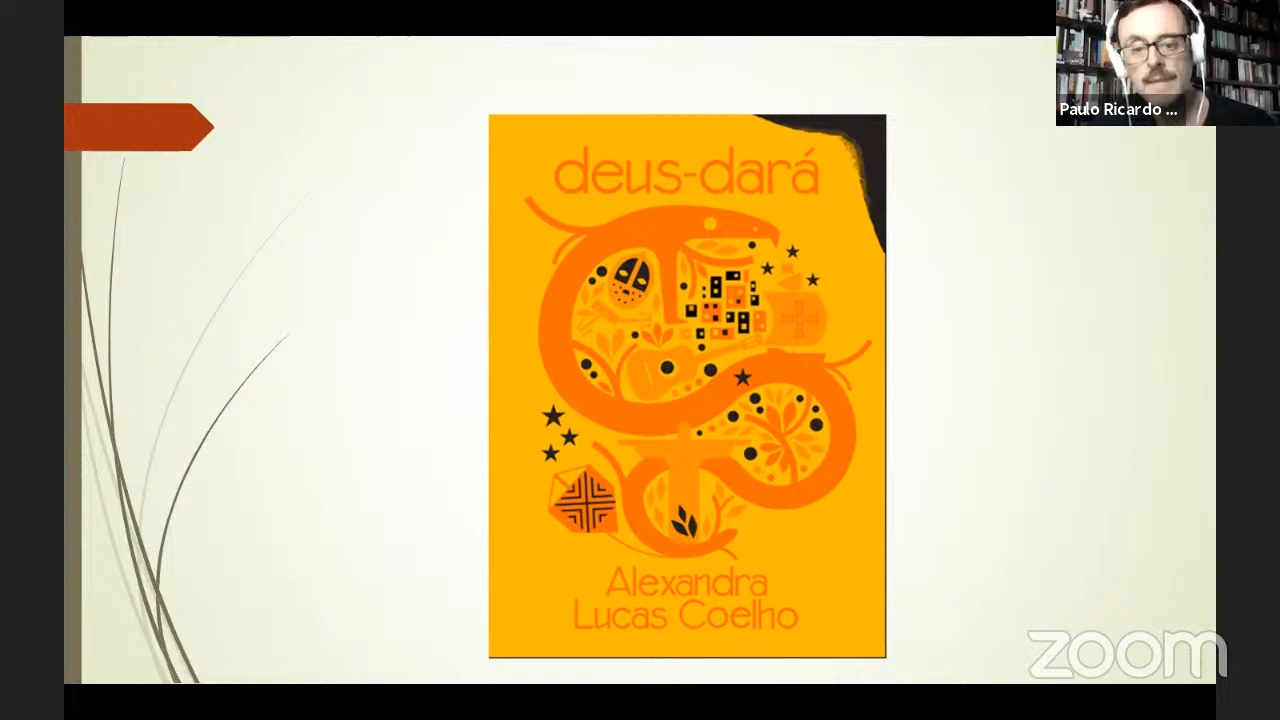 Paulo Ricardo ...
deus-dará
Alexandra
Lucas Coelho
zoom